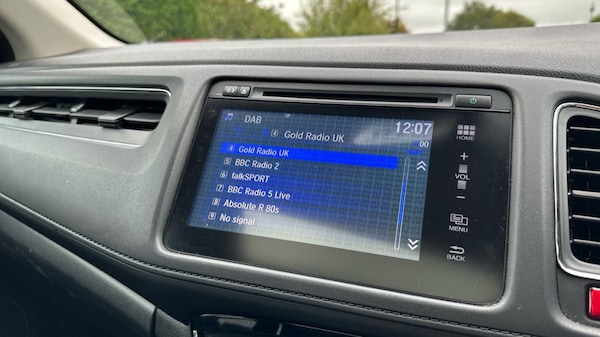 DAB
12:07
4 Gold Radio UK
00
4 Gold Radio UK
5 BBC Radio 2
6 talkSPORT
7 BBC Radio 5 Live
8 Absolute R 80s
9 No signal
HOME
+
VOL
−
MENU
BACK